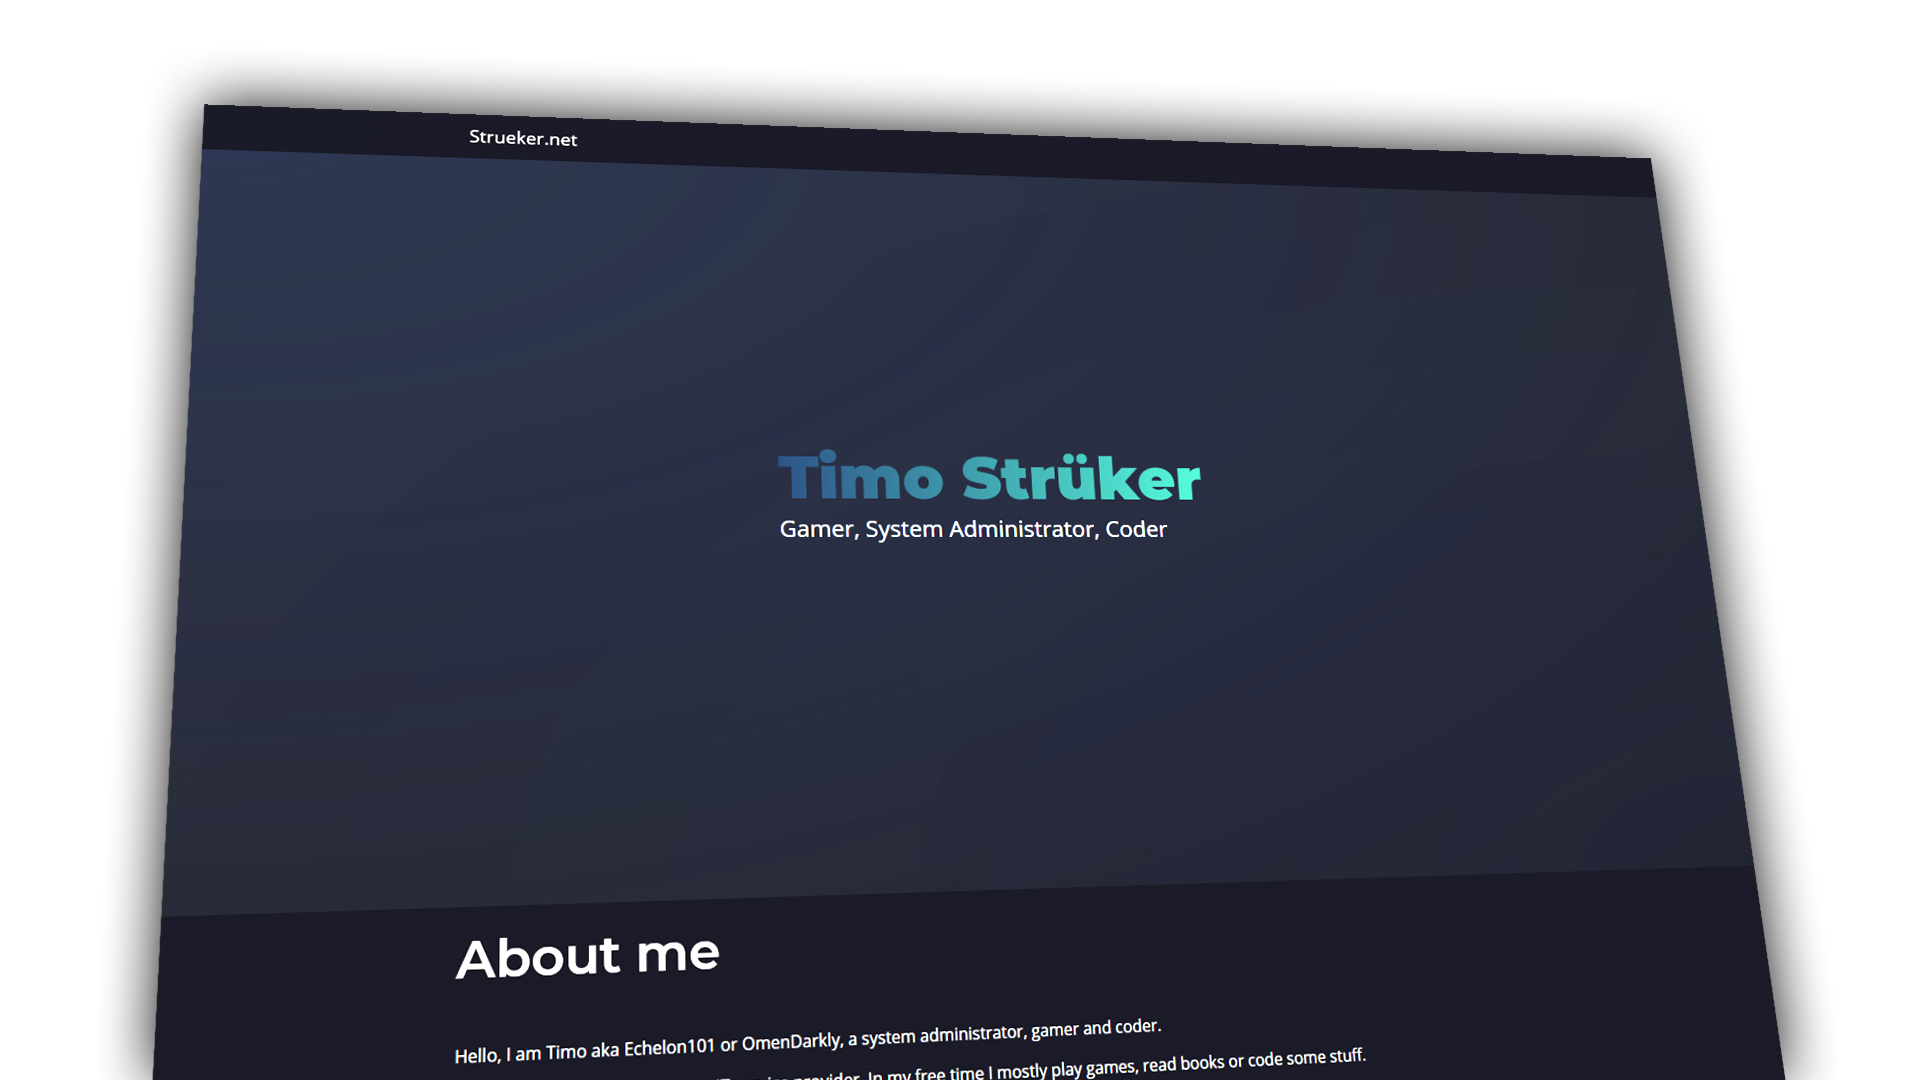 Strueker.net
Timo Strüker
Gamer, System Administrator, Coder
About me
Hello, I am Timo aka Echelon101 or OmenDarkly, a system administrator, gamer and coder.
provider. In my free time I mostly play games, read books or code some stuff.